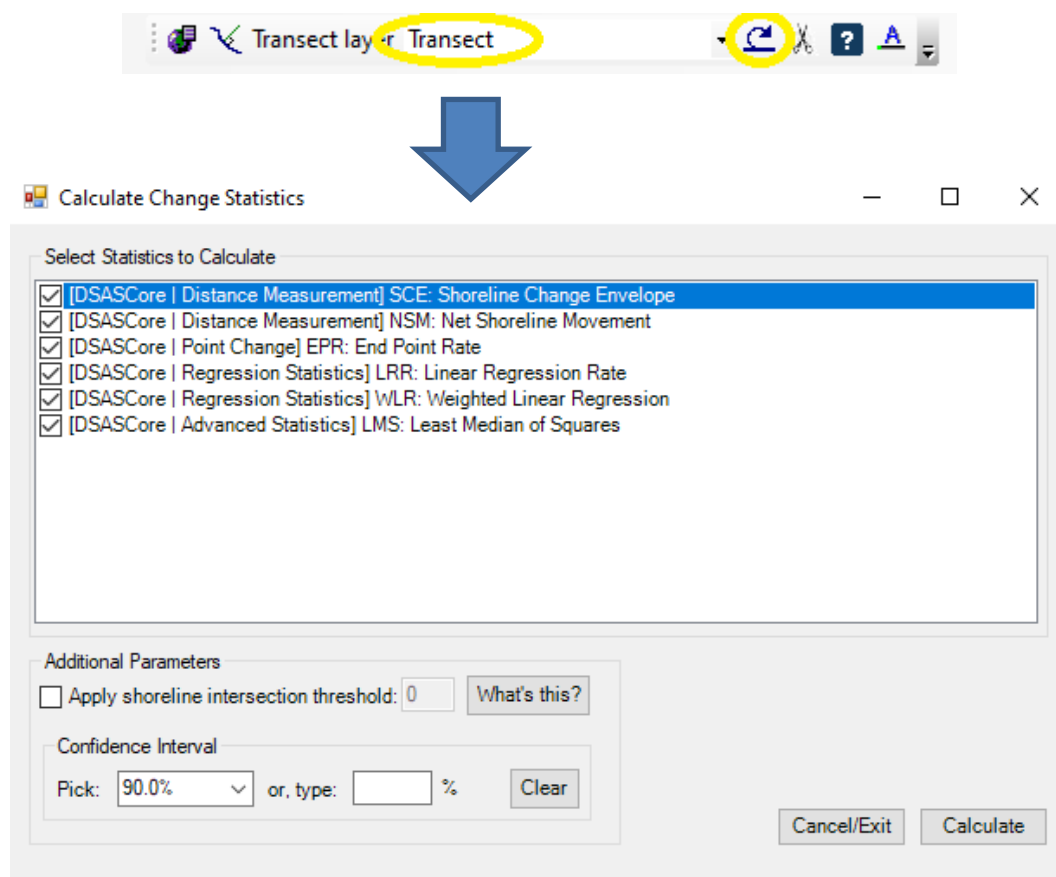 Transect layer Transect
? A
Calculate Change Statistics
Select Statistics to Calculate
[DSASCore | Distance Measurement] SCE: Shoreline Change Envelope
[DSASCore | Distance Measurement] NSM: Net Shoreline Movement
[DSASCore | Point Change] EPR: End Point Rate
[DSASCore | Regression Statistics] LRR: Linear Regression Rate
[DSASCore | Regression Statistics] WLR: Weighted Linear Regression
[DSASCore | Advanced Statistics] LMS: Least Median of Squares
Additional Parameters
Apply shoreline intersection threshold: 0 What's this?
Confidence Interval
Pick: 90.0% or, type: % Clear
Cancel/Exit Calculate